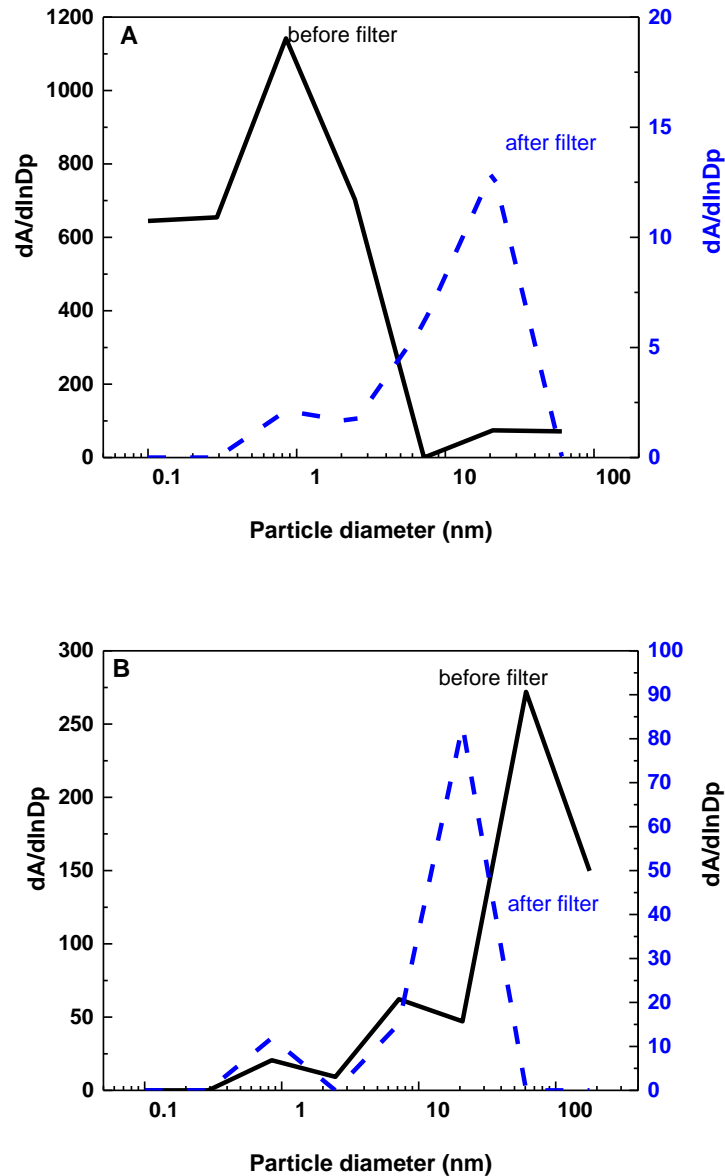 A
before filter
after filter
1200
1000
800
600
400
200
0
dA/dlnDp
20
15
10
5
0
dA/dlnDp
0.1 1 10 100
Particle diameter (nm)
B
before filter
after filter
300
250
200
150
100
50
0
dA/dlnDp
100
90
80
70
60
50
40
30
20
10
0
dA/dlnDp
0.1 1 10 100
Particle diameter (nm)